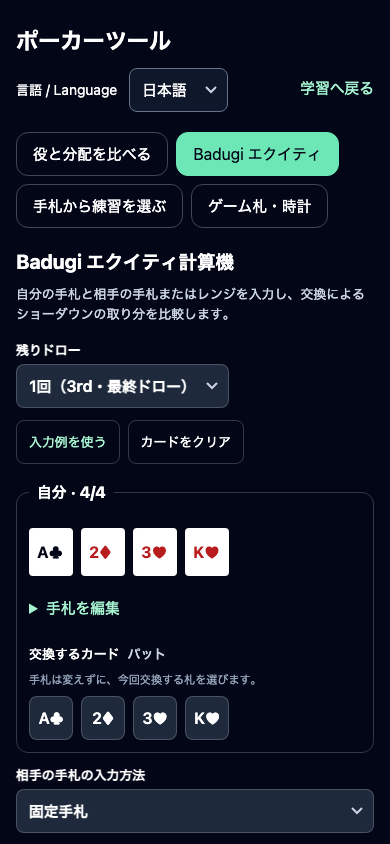 ポーカーツール
言語 / Language 日本語 学習へ戻る
役と分配を比べる Badugi エクイティ
手札から練習を選ぶ ゲーム札・時計
Badugi エクイティ計算機
自分の手札と相手の手札またはレンジを入力し、交換による
ショーダウンの取り分を比較します。
残りドロー
1回（3rd・最終ドロー）
入力例を使う カードをクリア
自分 · 4/4
A♣ 2♦ 3♥ K♥
▶ 手札を編集
交換するカード パット
手札は変えずに、今回交換する札を選びます。
A♣ 2♦ 3♥ K♥
相手の手札の入力方法
固定手札